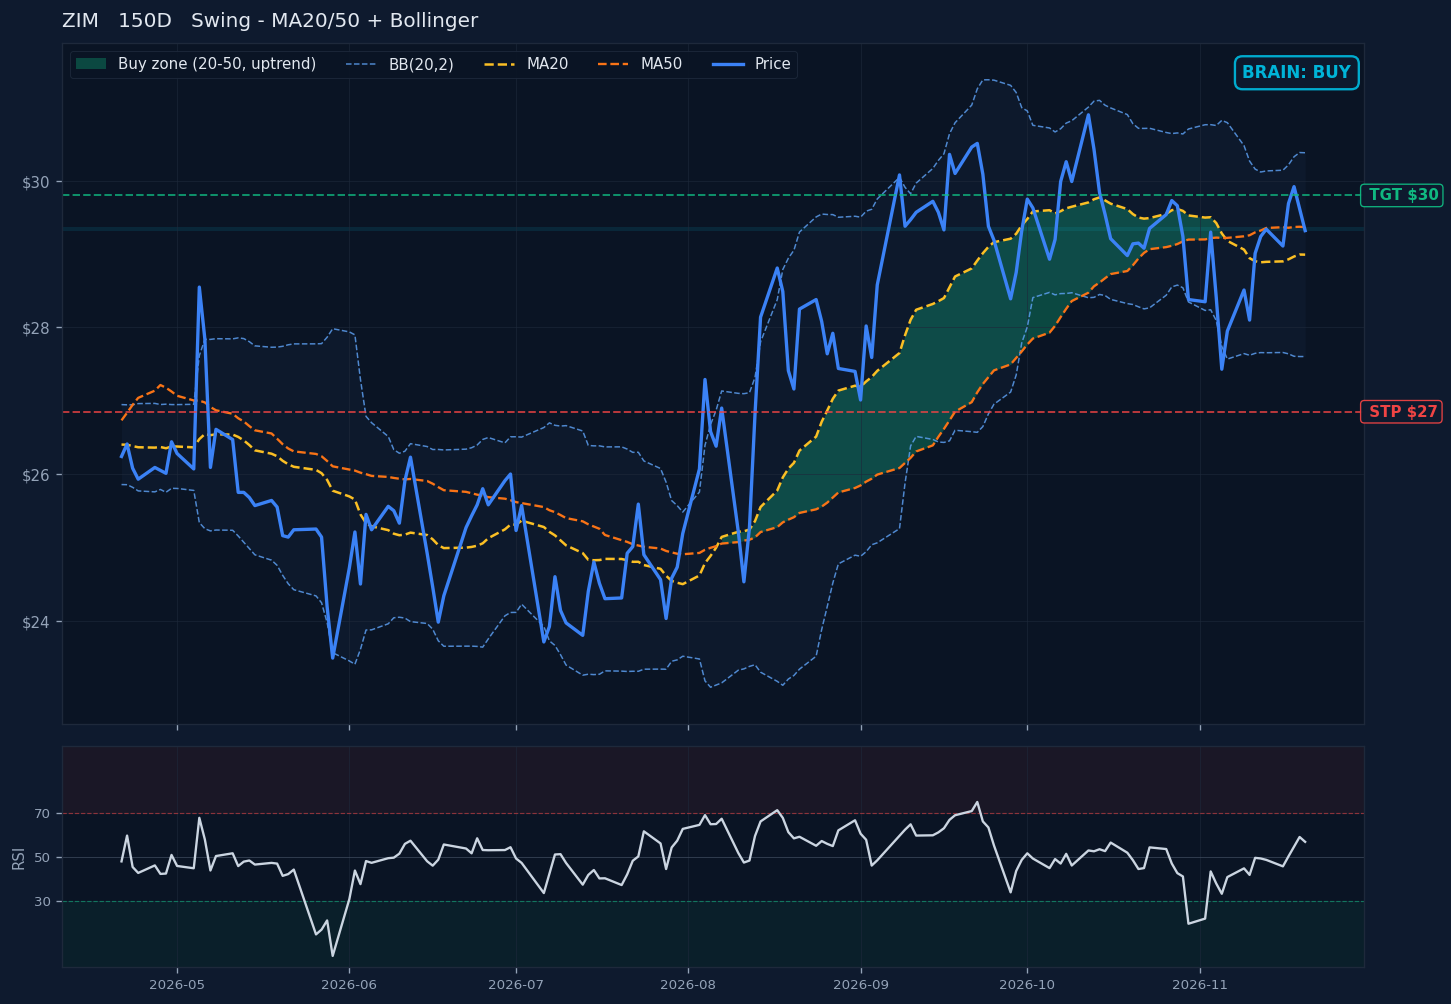 ZIM 150D Swing - MA20/50 + Bollinger
Buy zone (20-50, uptrend) BB(20,2) MA20 MA50 Price
BRAIN: BUY
$30
TGT $30
$28
STP $27
$26
$24
RSI
70
50
30
2026-05 2026-06 2026-07 2026-08 2026-09 2026-10 2026-11